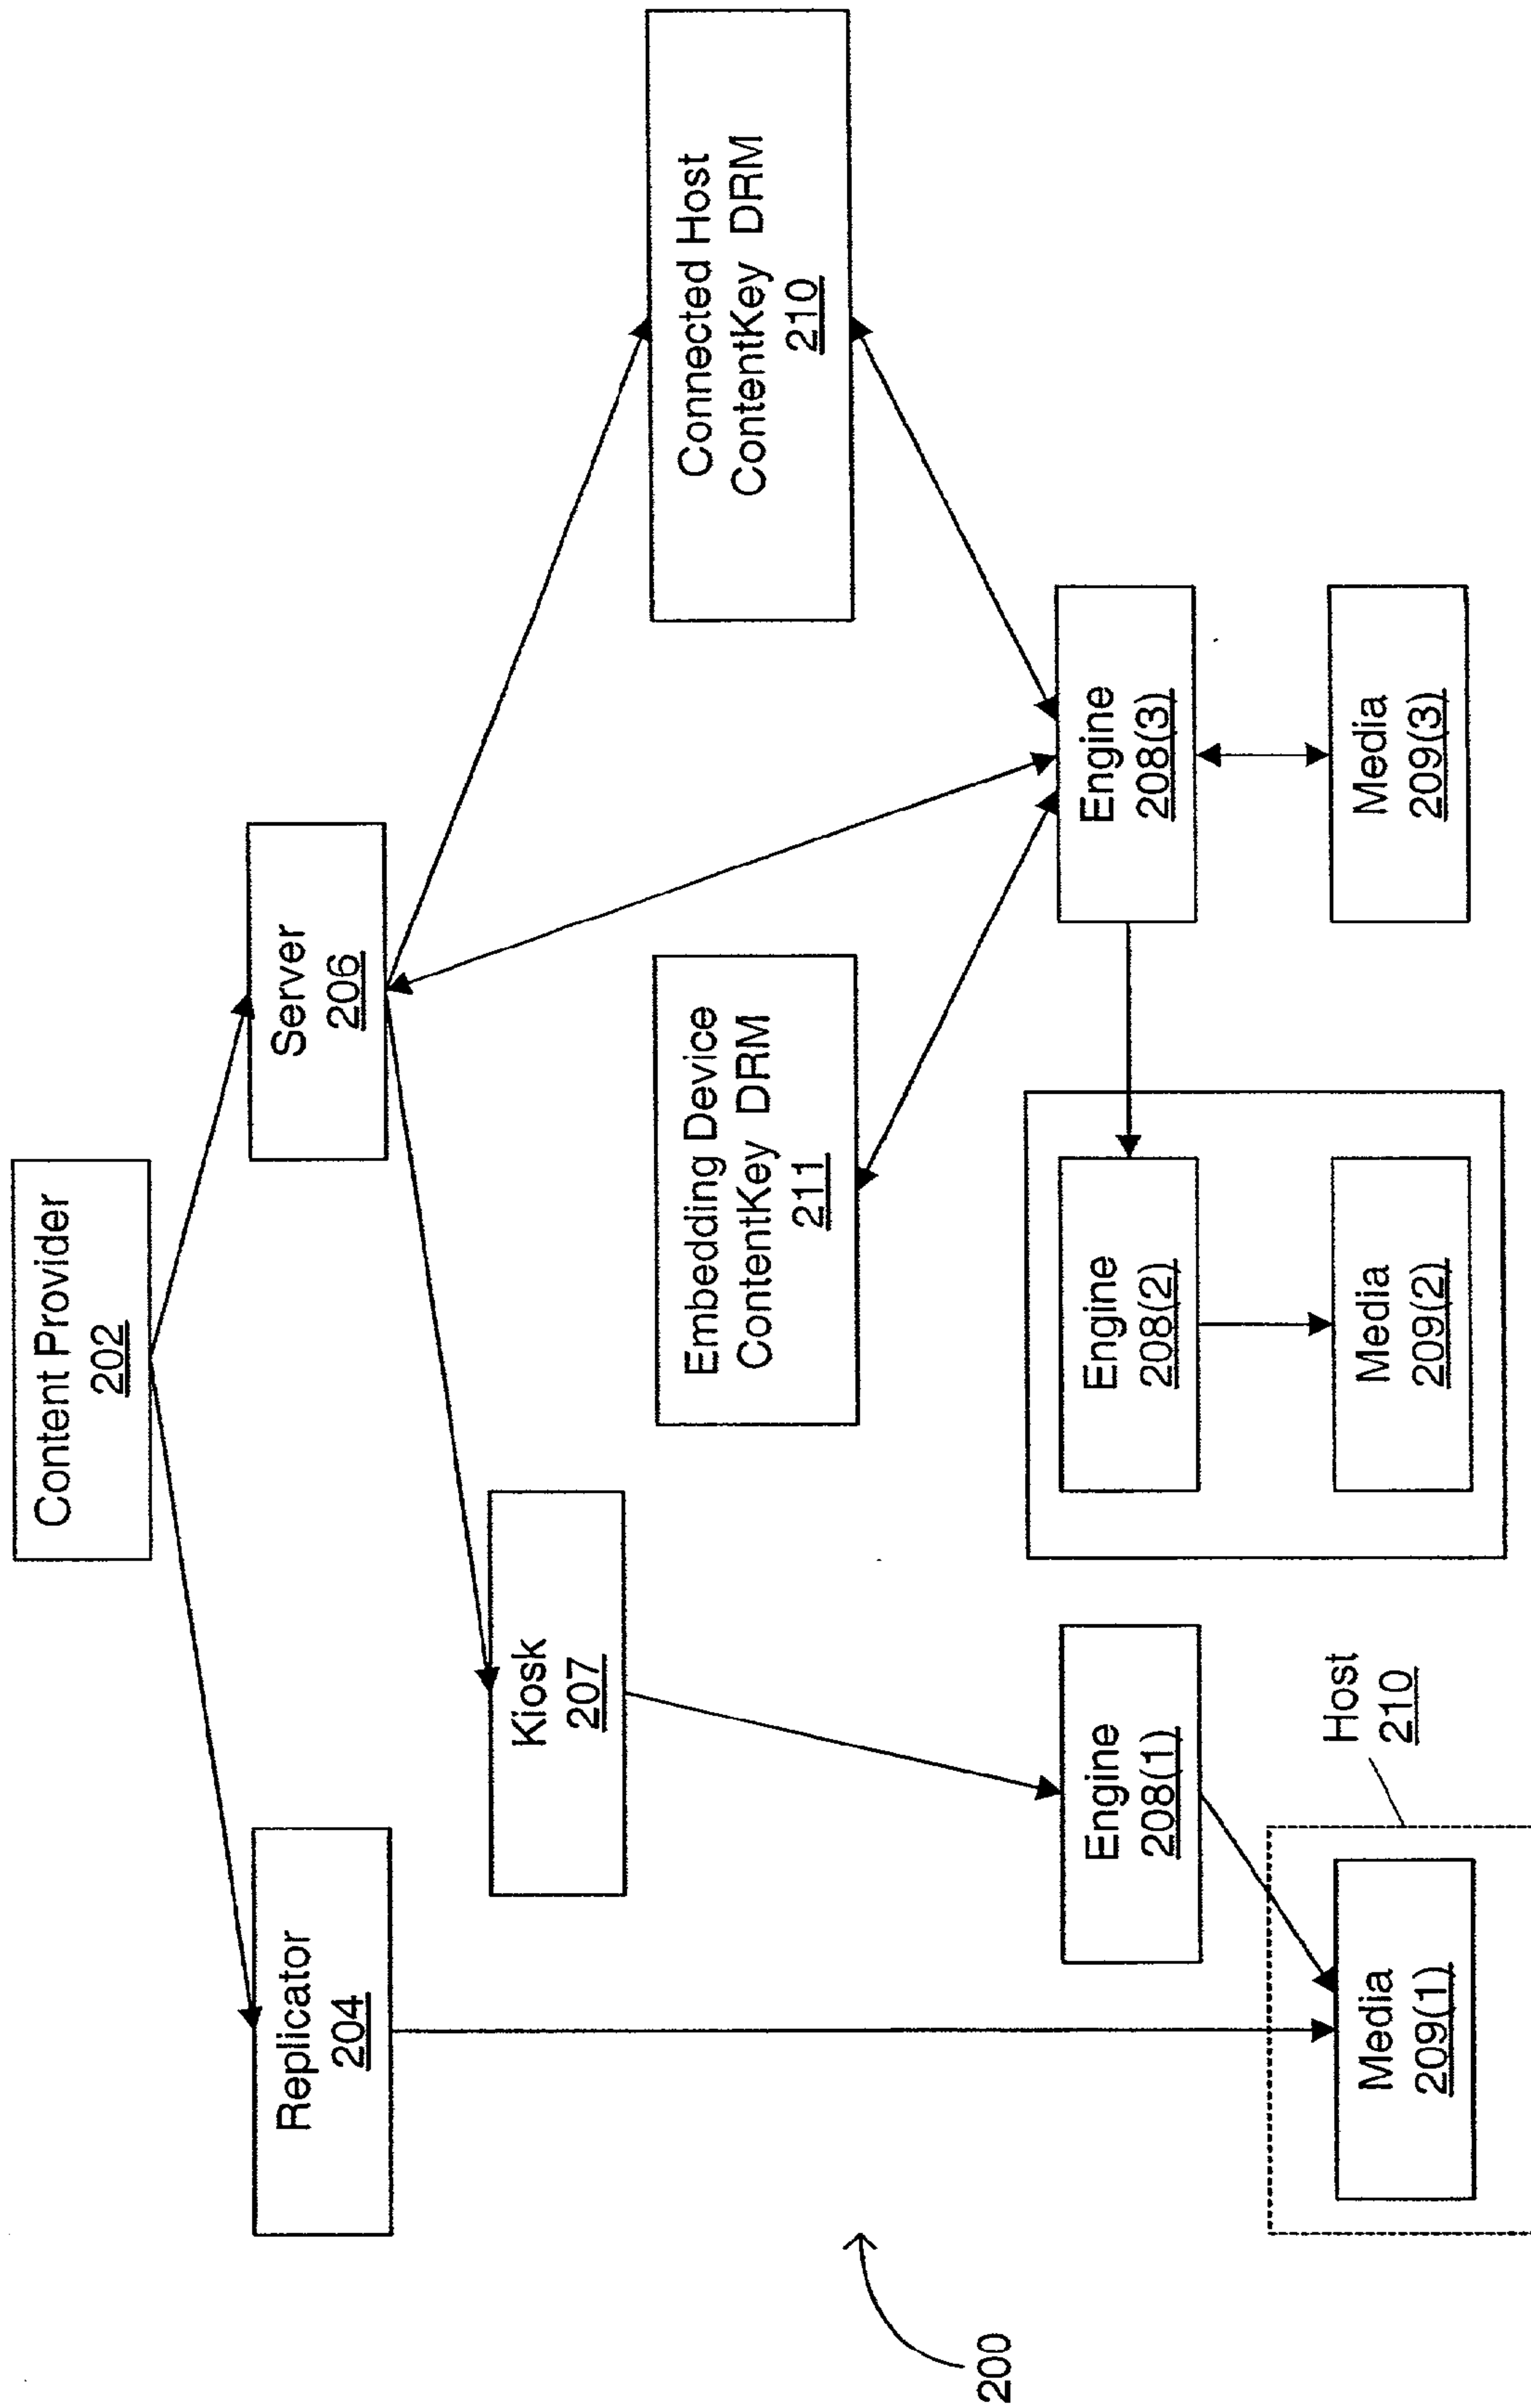 Content Provider
202
Replicator
204
Server
206
Kiosk
207
Embedding Device
ContentKey DRM
211
Connected Host
ContentKey DRM
210
Engine
208(1)
Engine
208(2)
Engine
208(3)
Host
210
Media
209(1)
Media
209(2)
Media
209(3)
200